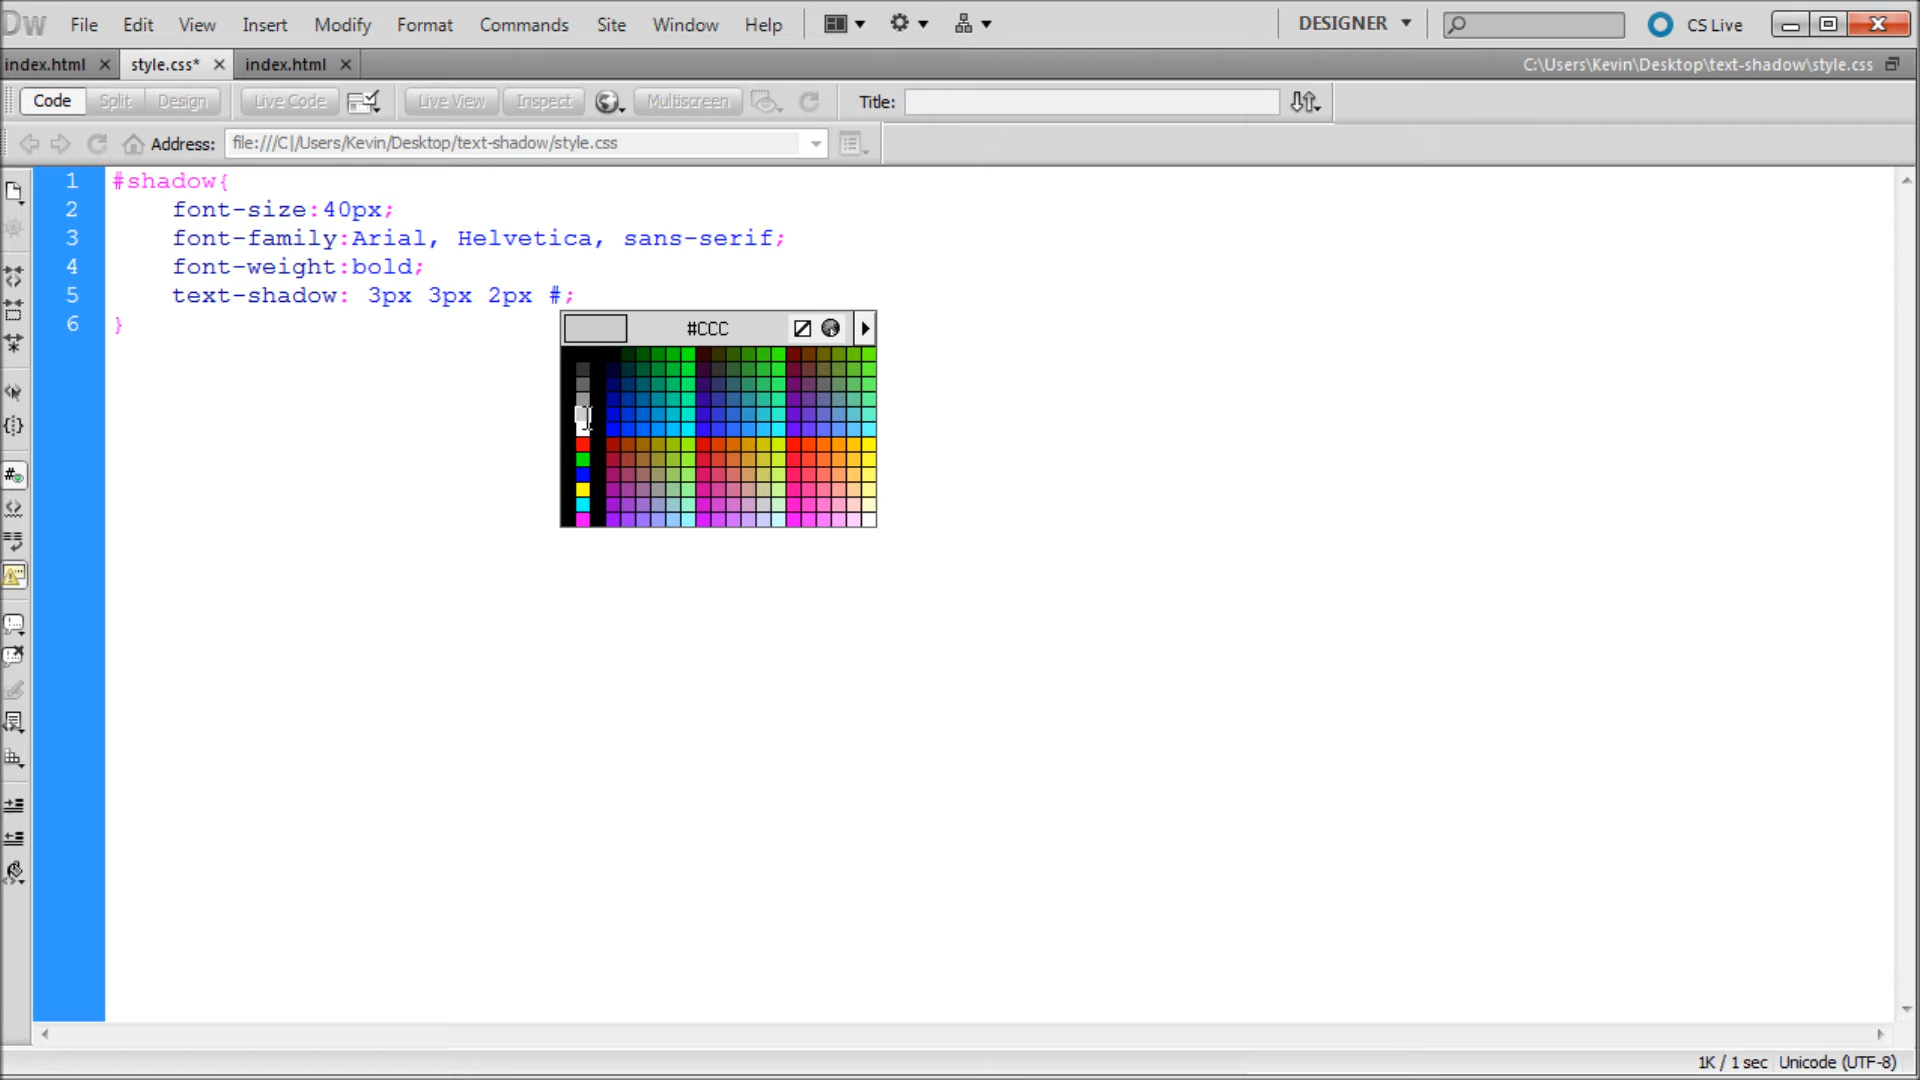 Dw File Edit View Insert Modify Format Commands Site Window Help DESIGNER CS Live
index.html style.css* index.html C:\Users\Kevin\Desktop\text-shadow\style.css
Code Split Design Live Code Live View Inspect Multiscreen Title:
Address: file:///C|/Users/Kevin/Desktop/text-shadow/style.css
1 #shadow{
2 font-size:40px;
3 font-family:Arial, Helvetica, sans-serif;
4 font-weight:bold;
5 text-shadow: 3px 3px 2px #;
6 }
#CCC
1K / 1 sec Unicode (UTF-8)